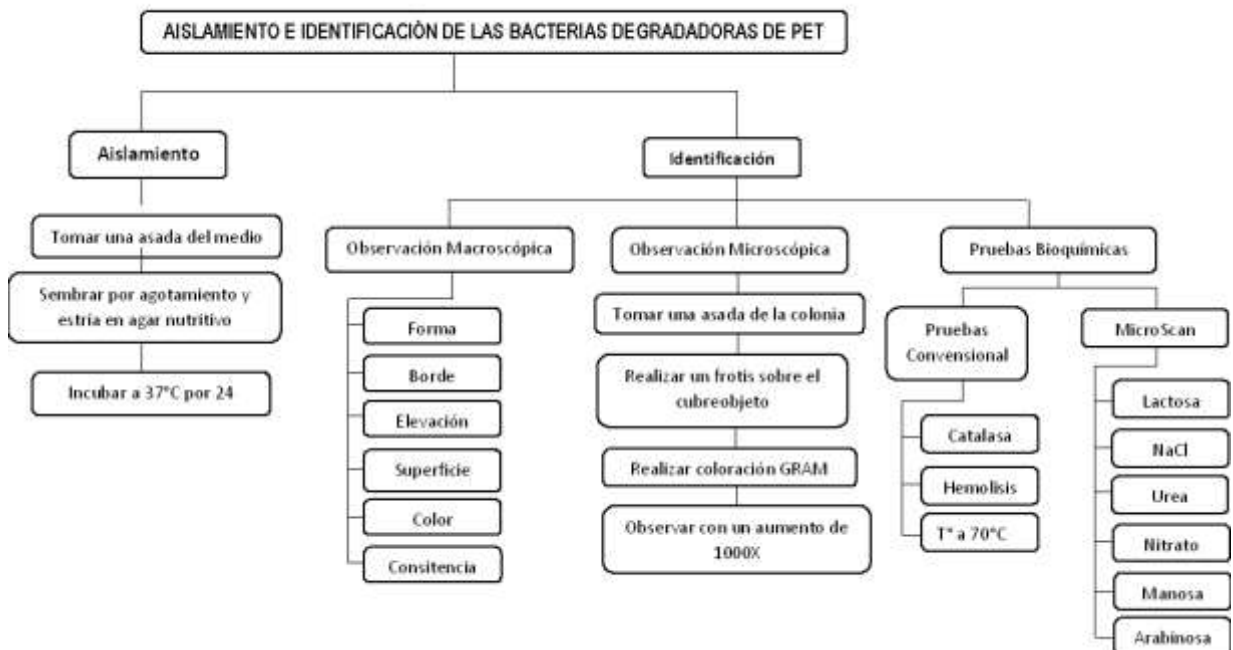 AISLAMIENTO E IDENTIFICACIÒN DE LAS BACTERIAS DEGRADADORAS DE PET
Aislamiento
Tomar una asada del medio
Sembrar por agotamiento y
estría en agar nutritivo
Incubar a 37°C por 24
Identificación
Observación Macroscópica
Forma
Borde
Elevación
Superficie
Color
Consitencia
Observación Microscópica
Tomar una asada de la colonia
Realizar un frotis sobre el
cubreobjeto
Realizar coloración GRAM
Observar con un aumento de
1000X
Pruebas Bioquímicas
Pruebas
Convencional
Catalasa
Hemolisis
T° a 70°C
MicroScan
Lactosa
NaCl
Urea
Nitrato
Manosa
Arabinosa